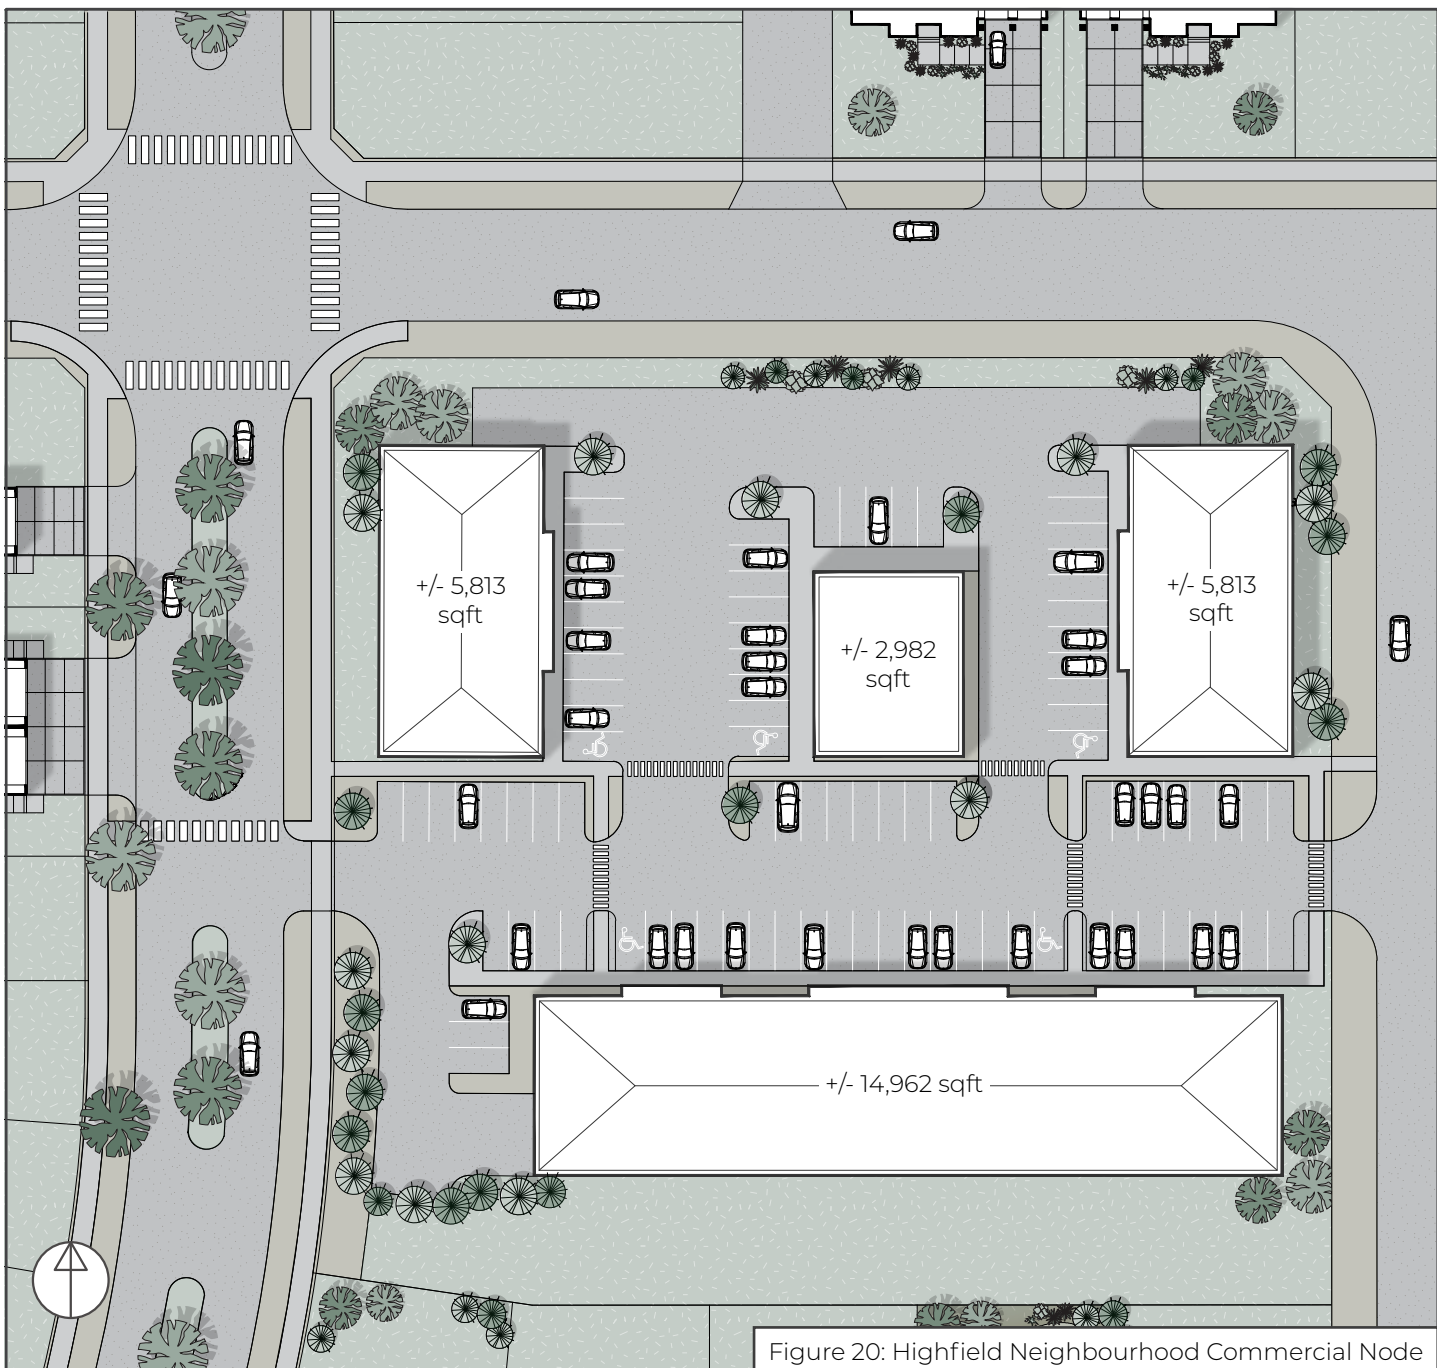 +/- 5,813
sqft
+/- 2,982
sqft
+/- 5,813
sqft
+/- 14,962 sqft
Figure 20: Highfield Neighbourhood Commercial Node